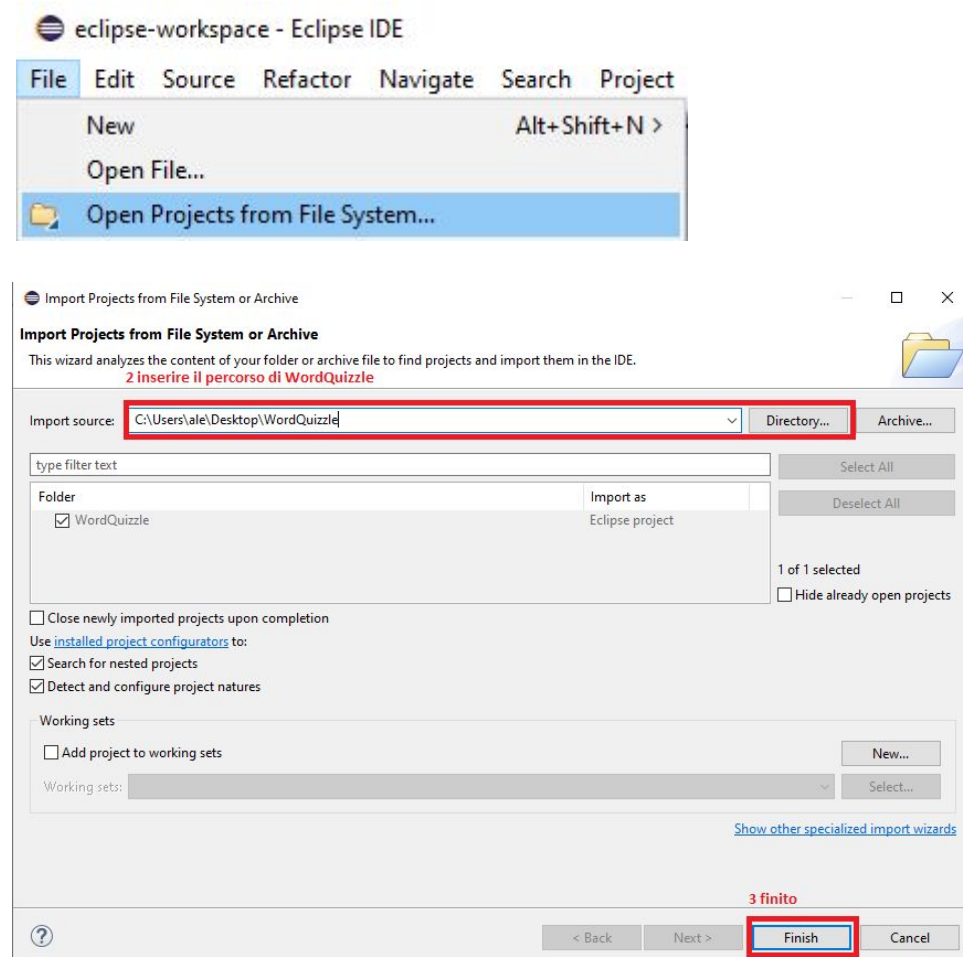 eclipse-workspace - Eclipse IDE
File Edit Source Refactor Navigate Search Project
New Alt+Shift+N >
Open File...
Open Projects from File System...
Import Projects from File System or Archive
Import Projects from File System or Archive
This wizard analyzes the content of your folder or archive file to find projects and import them in the IDE.
2 inserire il percorso di WordQuizzle
Import source: C:\Users\ale\Desktop\WordQuizzle Directory... Archive...
type filter text Select All
Folder Import as Deselect All
WordQuizzle Eclipse project
1 of 1 selected
Hide already open projects
Close newly imported projects upon completion
Use installed project configurators to:
Search for nested projects
Detect and configure project natures
Working sets
Add project to working sets New...
Working sets: Select...
Show other specialized import wizards
3 finito
? < Back Next > Finish Cancel